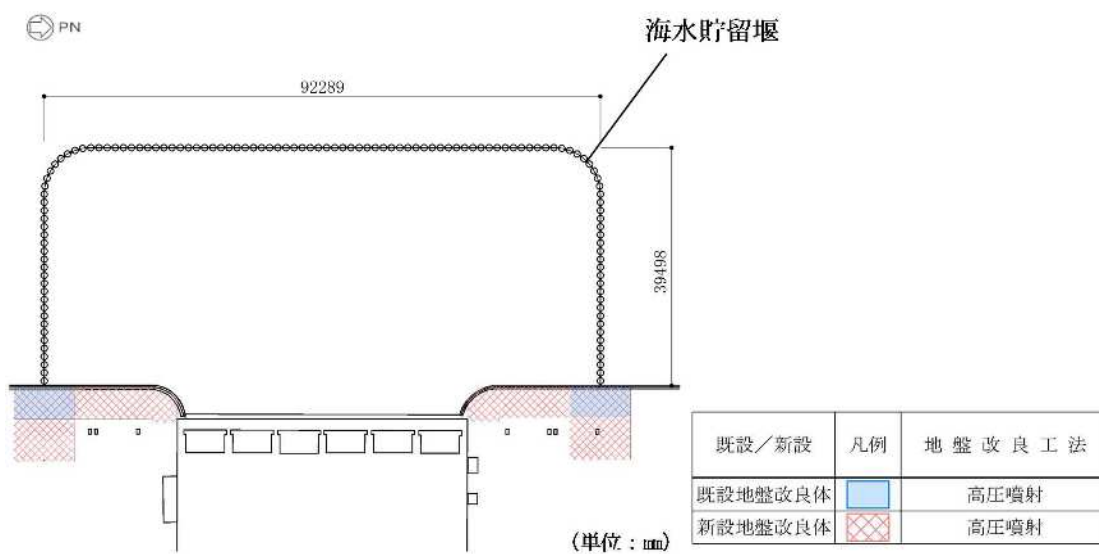 PN
海水貯留堰
92289
39498
既設／新設 凡例 地盤改良工法
既設地盤改良体 高圧噴射
新設地盤改良体 高圧噴射
(単位：㎜)